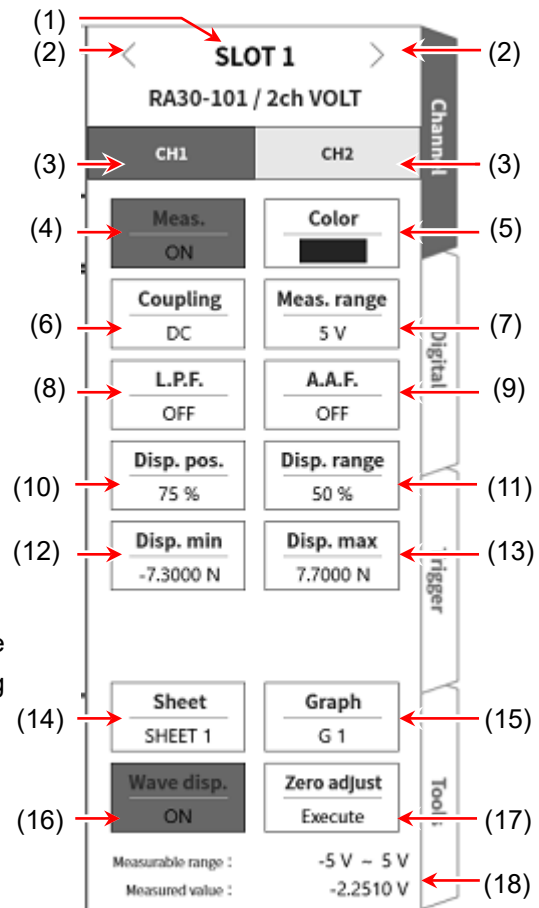 (1)
(2) < SLOT 1 > (2)
RA30-101 / 2ch VOLT
Channel
(3) CH1 CH2 (3)
(4) Meas. Color (5)
ON
Coupling Meas. range
(6) DC 5 V (7)
Digital
L.P.F. A.A.F.
(8) OFF OFF (9)
Disp. pos. Disp. range
(10) 75 % 50 % (11)
Disp. min Disp. max
(12) -7.3000 N 7.7000 N (13)
rigger
e
g
Sheet Graph
(14) SHEET 1 G 1 (15)
Wave disp. Zero adjust
(16) ON Execute (17)
Tool
Measurable range : -5 V ~ 5 V
Measured value : -2.2510 V (18)